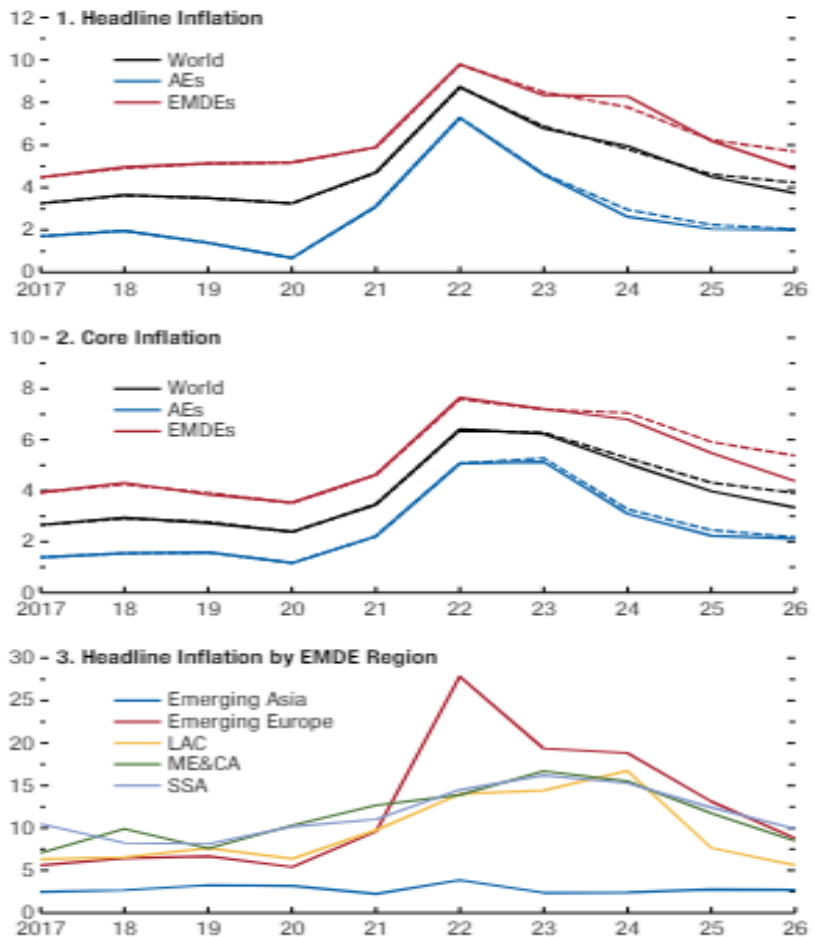 12 - 1. Headline Inflation
World
10 -
AEs
EMDEs
8 -
6 -
4 -
2 -
0
2017 18 19 20 21 22 23 24 25 26
10 - 2. Core Inflation
World
8 -
AEs
EMDEs
6 -
4 -
2 -
0
2017 18 19 20 21 22 23 24 25 26
30 - 3. Headline Inflation by EMDE Region
25 -
Emerging Asia
Emerging Europe
20 -
LAC
ME&CA
15 -
SSA
10 -
5
0
2017 18 19 20 21 22 23 24 25 26